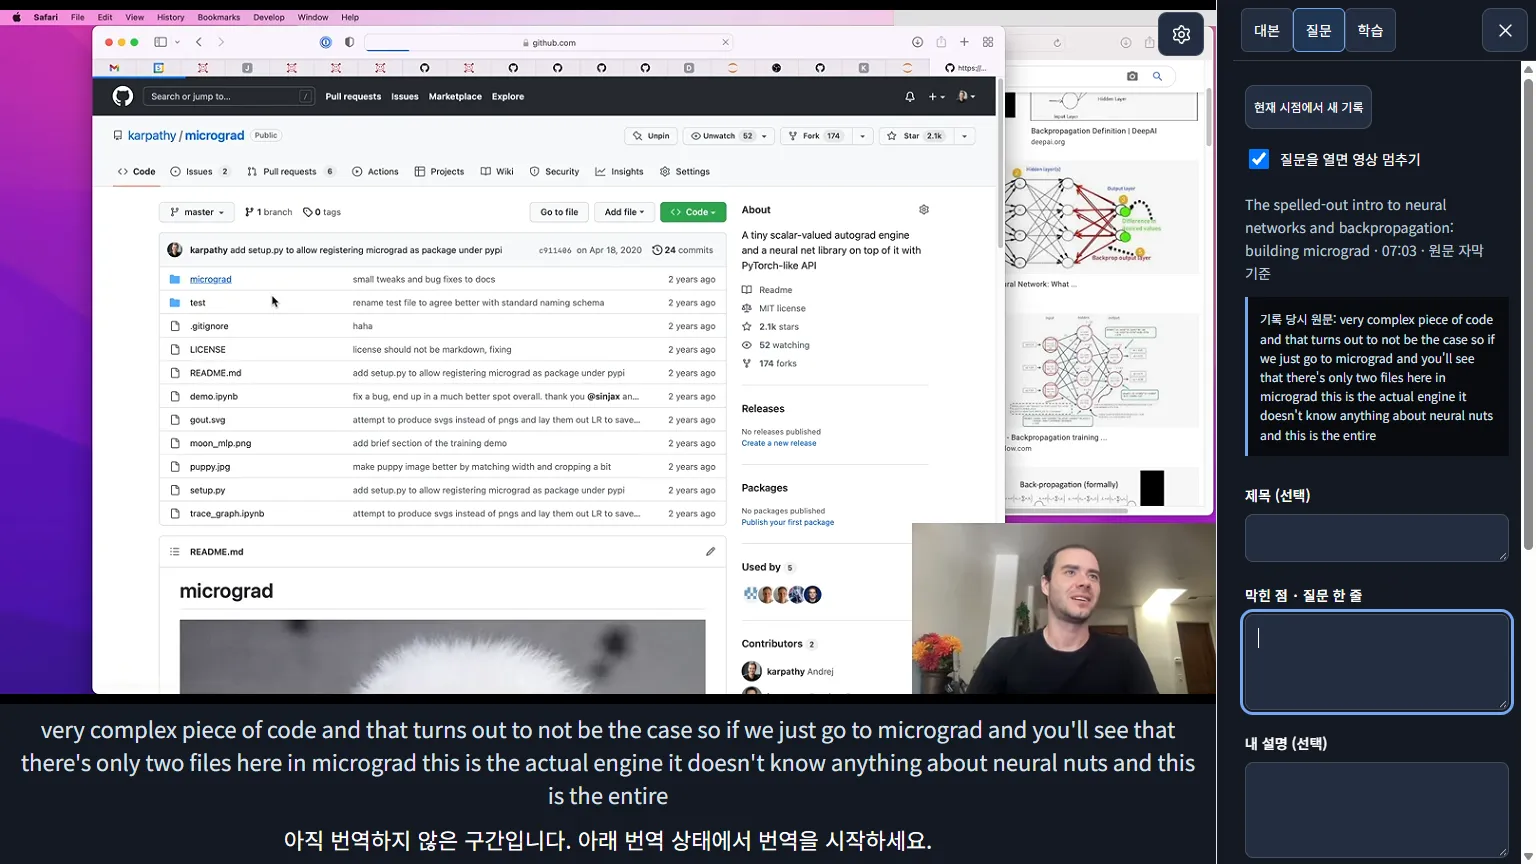 Safari File Edit View History Bookmarks Develop Window Help
github.com
https://...
Search or jump to... /
Pull requests Issues Marketplace Explore
karpathy / micrograd Public
Unpin Unwatch 52 Fork 174 Star 2.1k
Code Issues 2 Pull requests 6 Actions Projects Wiki Security Insights Settings
master 1 branch 0 tags Go to file Add file Code
karpathy add setup.py to allow registering micrograd as package under pypi c911406 on Apr 18, 2020 24 commits
micrograd small tweaks and bug fixes to docs 2 years ago
test rename test file to agree better with standard naming schema 2 years ago
.gitignore haha 2 years ago
LICENSE license should not be markdown, fixing 2 years ago
README.md add setup.py to allow registering micrograd as package under pypi 2 years ago
demo.ipynb fix a bug, end up in a much better spot overall. thank you @sinjax an... 2 years ago
gout.svg attempt to produce svgs instead of pngs and lay them out LR to save... 2 years ago
moon_mlp.png add brief section of the training demo 2 years ago
puppy.jpg make puppy image better by matching width and cropping a bit 2 years ago
setup.py add setup.py to allow registering micrograd as package under pypi 2 years ago
trace_graph.ipynb attempt to produce svgs instead of pngs and lay them out LR to save... 2 years ago
README.md
micrograd
About
A tiny scalar-valued autograd engine
and a neural net library on top of it with
PyTorch-like API
Readme
MIT license
2.1k stars
52 watching
174 forks
Releases
No releases published
Create a new release
Packages
No packages published
Publish your first package
Used by 5
Contributors 2
karpathy Andrej
Hidden Layer
Input Layer
Backpropagation Definition | DeepAI
deepai.org
Hidden layer(s)
Output layer
Difference in
desired values
Backprop output layer
ral Network: What ...
- Backpropagation training ...
low.com
Back-propagation (formally)
very complex piece of code and that turns out to not be the case so if we just go to micrograd and you'll see that
there's only two files here in micrograd this is the actual engine it doesn't know anything about neural nuts and this
is the entire
아직 번역하지 않은 구간입니다. 아래 번역 상태에서 번역을 시작하세요.
대본 질문 학습
현재 시점에서 새 기록
질문을 열면 영상 멈추기
The spelled-out intro to neural
networks and backpropagation:
building micrograd · 07:03 · 원문 자막
기준
기록 당시 원문: very complex piece of code
and that turns out to not be the case so if
we just go to micrograd and you'll see
that there's only two files here in
micrograd this is the actual engine it
doesn't know anything about neural nuts
and this is the entire
제목 (선택)
막힌 점 · 질문 한 줄
내 설명 (선택)